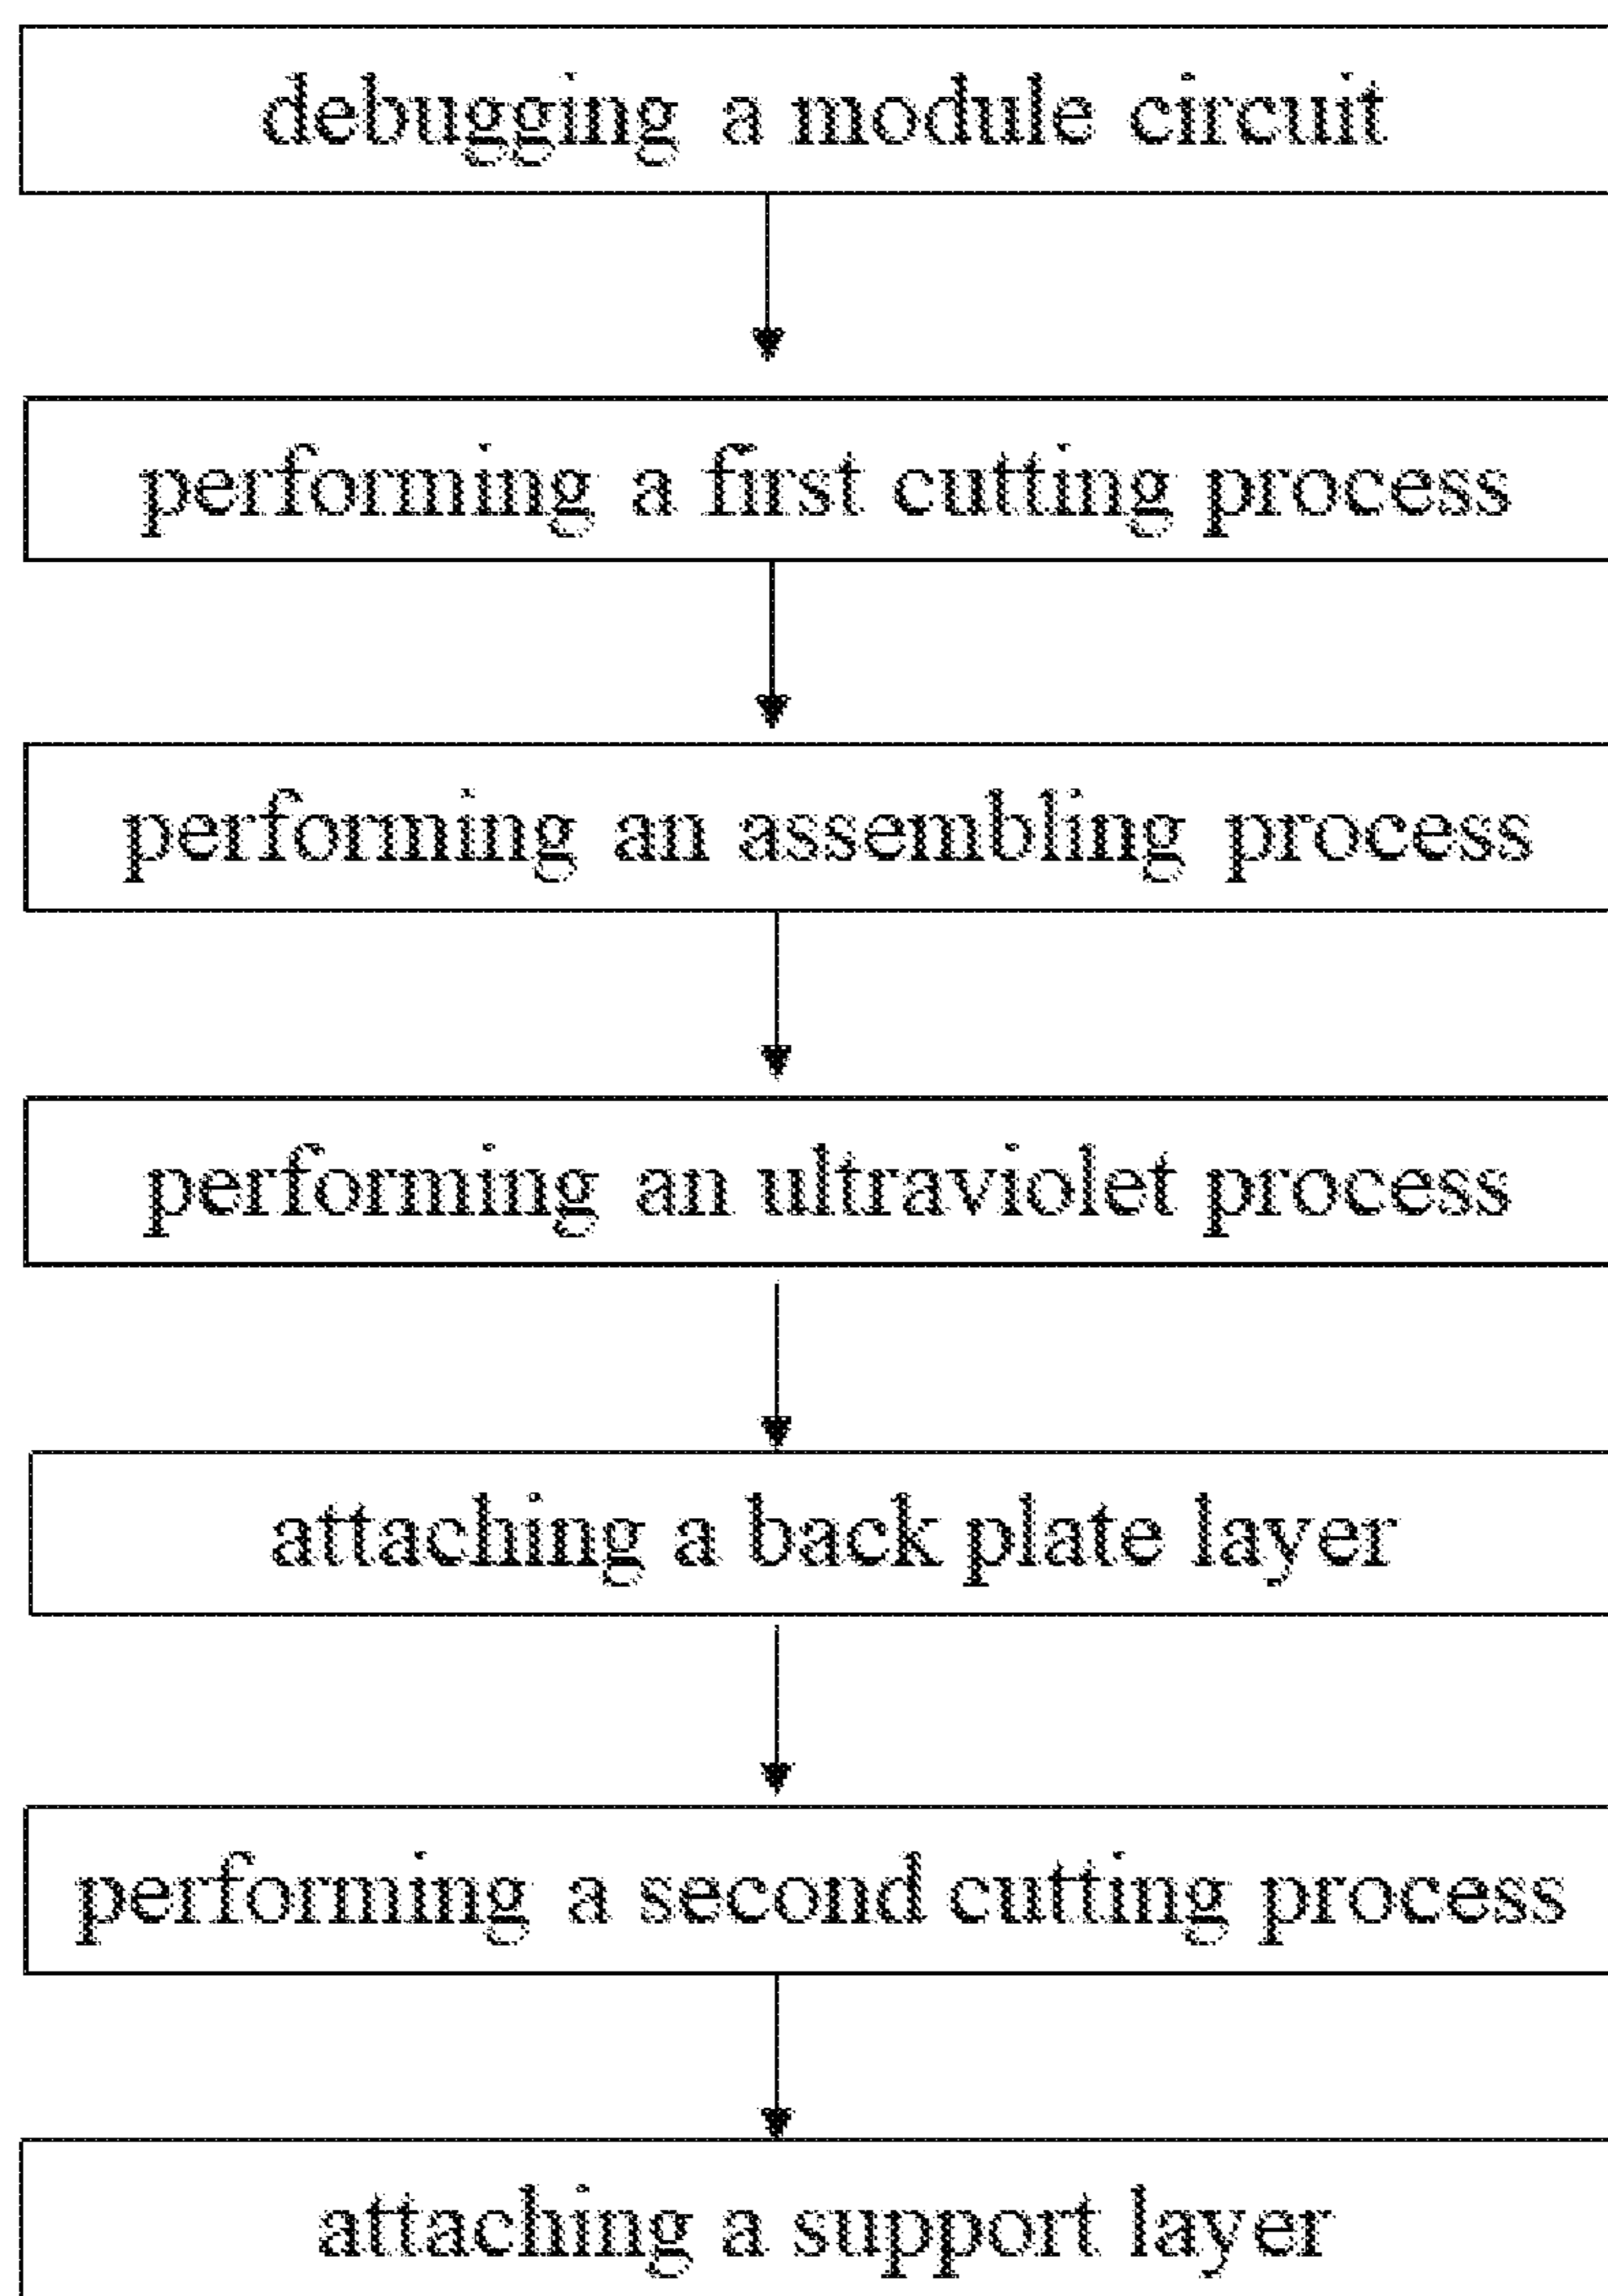 debugging a module circuit
performing a first cutting process
performing an assembling process
performing an ultraviolet process
attaching a back plate layer
performing a second cutting process
attaching a support layer